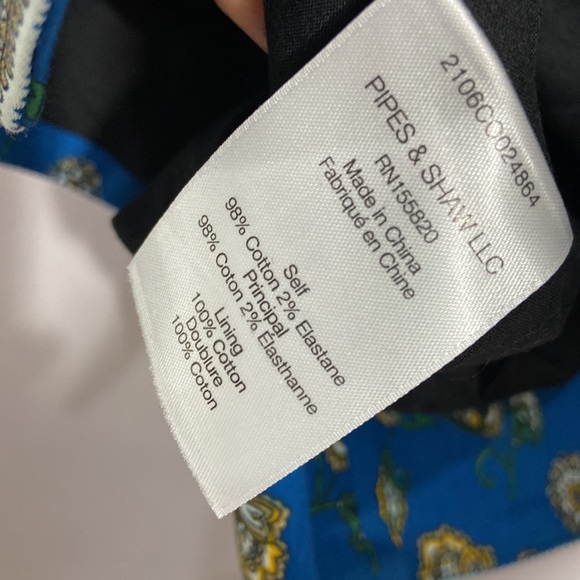 2106CO024864
PIPES & SHAW LLC
RN155820
Made in China
Fabriqué en Chine
Self
98% Cotton 2% Elastane
Principal
98% Coton 2% Elasthanne
Lining
100% Cotton
Doublure
100% Coton